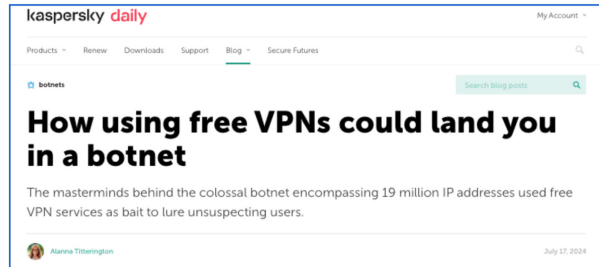 kaspersky daily
My Account
Products
Renew
Downloads
Support
Blog
Secure Futures
botnets
Search blog posts
How using free VPNs could land you
in a botnet
The masterminds behind the colossal botnet encompassing 19 million IP addresses used free
VPN services as bait to lure unsuspecting users.
Alanna Titterington
July 17, 2024